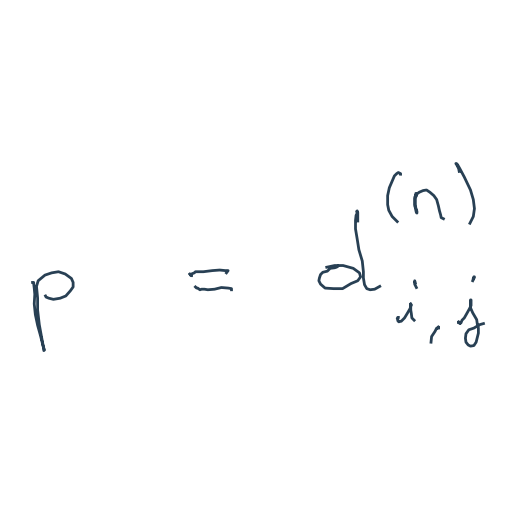 p = d_{i,j}^{(n)}